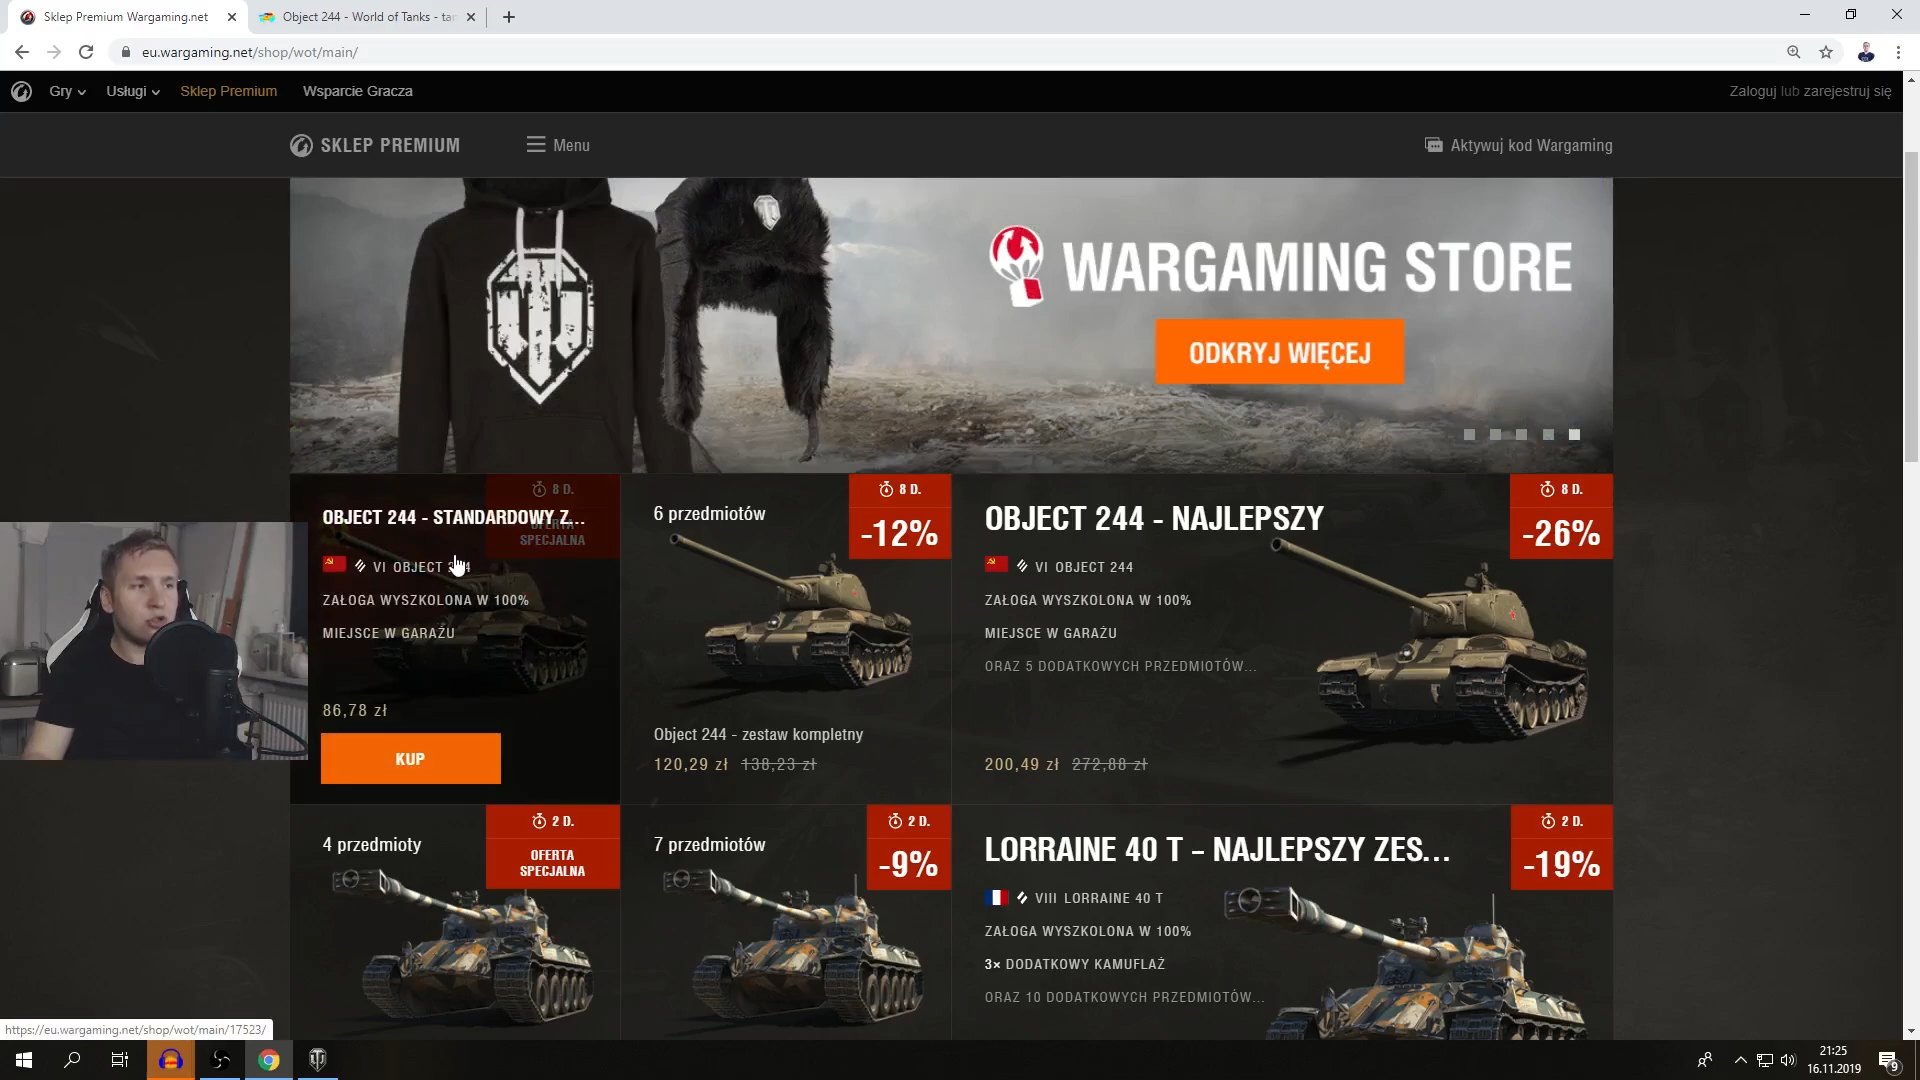 Sklep Premium Wargaming.net
Object 244 - World of Tanks - tan
eu.wargaming.net/shop/wot/main/
Gry
Usługi
Sklep Premium
Wsparcie Gracza
Zaloguj lub zarejestruj się
SKLEP PREMIUM
Menu
Aktywuj kod Wargaming
WARGAMING STORE
ODKRYJ WIĘCEJ
8 D.
OFERTA
SPECJALNA
OBJECT 244 - STANDARDOWY Z...
VI OBJECT 244
ZAŁOGA WYSZKOLONA W 100%
MIEJSCE W GARAŻU
86,78 zł
KUP
6 przedmiotów
8 D.
-12%
Object 244 - zestaw kompletny
120,29 zł 138,23 zł
OBJECT 244 - NAJLEPSZY
8 D.
-26%
VI OBJECT 244
ZAŁOGA WYSZKOLONA W 100%
MIEJSCE W GARAŻU
ORAZ 5 DODATKOWYCH PRZEDMIOTÓW...
200,49 zł 272,88 zł
4 przedmioty
2 D.
OFERTA
SPECJALNA
7 przedmiotów
2 D.
-9%
LORRAINE 40 T – NAJLEPSZY ZES...
2 D.
-19%
VIII LORRAINE 40 T
ZAŁOGA WYSZKOLONA W 100%
3× DODATKOWY KAMUFLAŻ
ORAZ 10 DODATKOWYCH PRZEDMIOTÓW...
https://eu.wargaming.net/shop/wot/main/17523/
21:25
16.11.2019
9